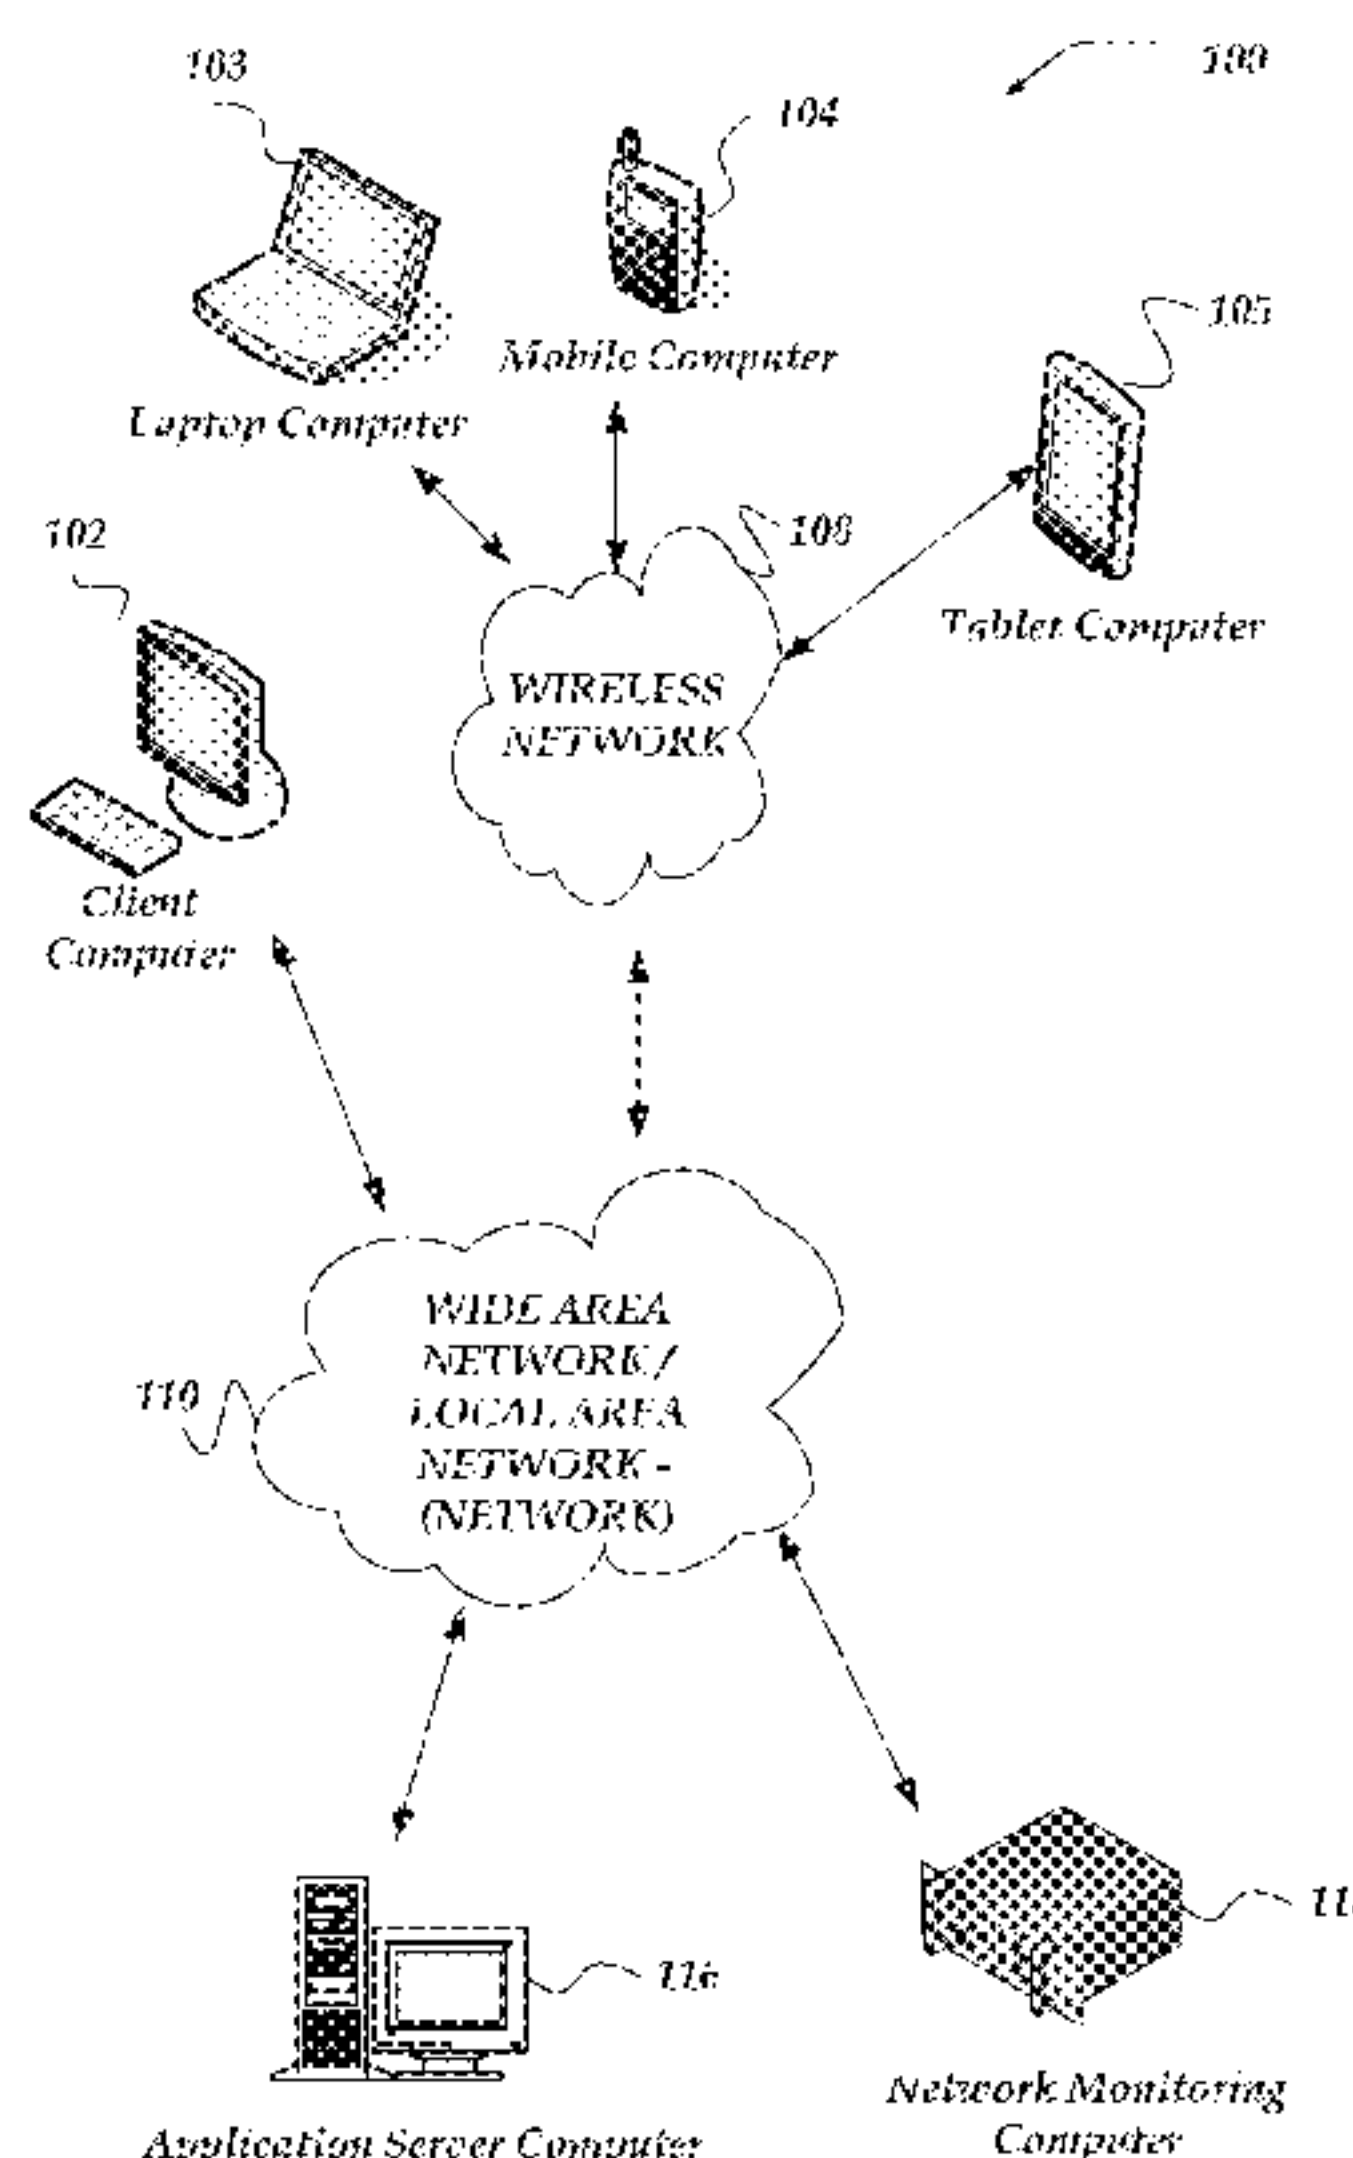 103
100
104
105
Mobile Computer
Laptop Computer
102
108
Tablet Computer
WIRELESS
NETWORK
Client
Computer
WIDE AREA
NETWORK /
LOCAL AREA
NETWORK -
(NETWORK)
110
116
Network Monitoring
Computer
Application Server Computer